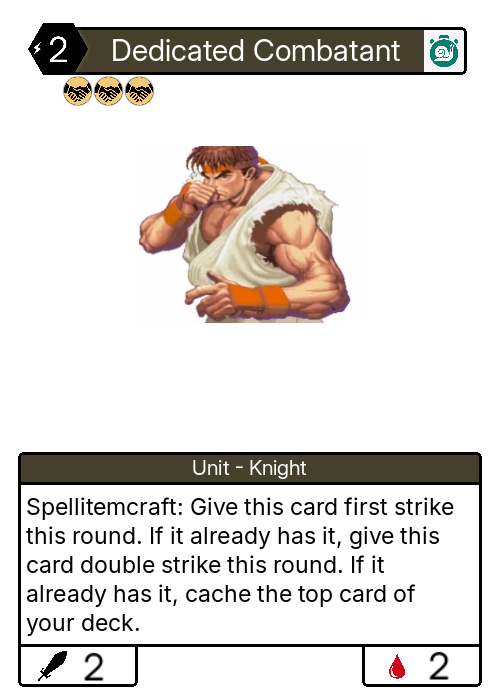 2 Dedicated Combatant
Unit - Knight
Spellitemcraft: Give this card first strike
this round. If it already has it, give this
card double strike this round. If it
already has it, cache the top card of
your deck.
2 2